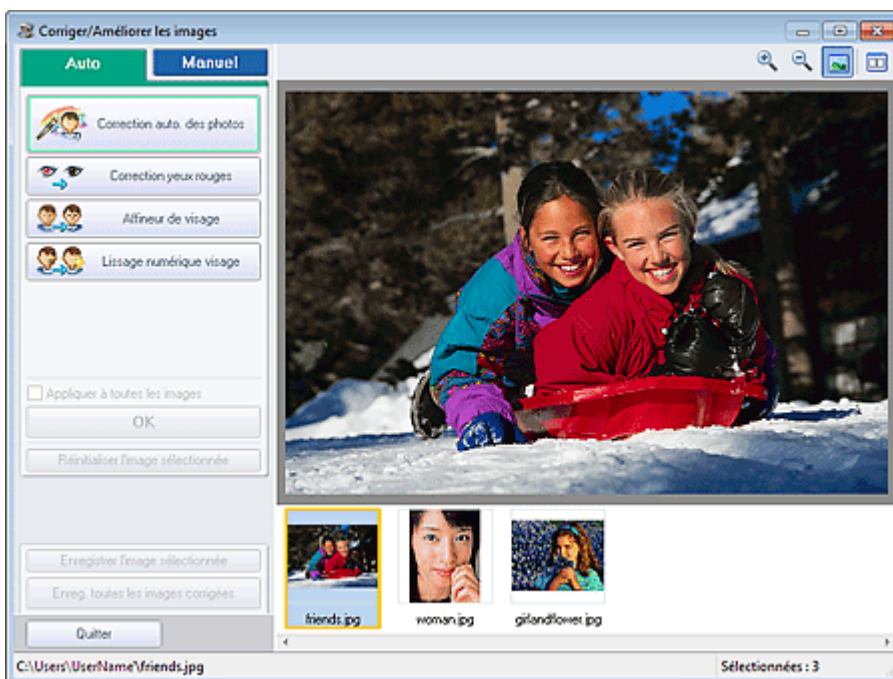 Corriger/Améliorer les images
Auto
Manuel
Correction auto. des photos
Correction yeux rouges
Affineur de visage
Lissage numérique visage
Appliquer à toutes les images
OK
Réinitialiser l'image sélectionnée
Enregistrer l'image sélectionnée
Enreg. toutes les images corrigées
Quitter
friends.jpg
woman.jpg
girlandflower.jpg
C:\Users\UserName\friends.jpg
Sélectionnées : 3